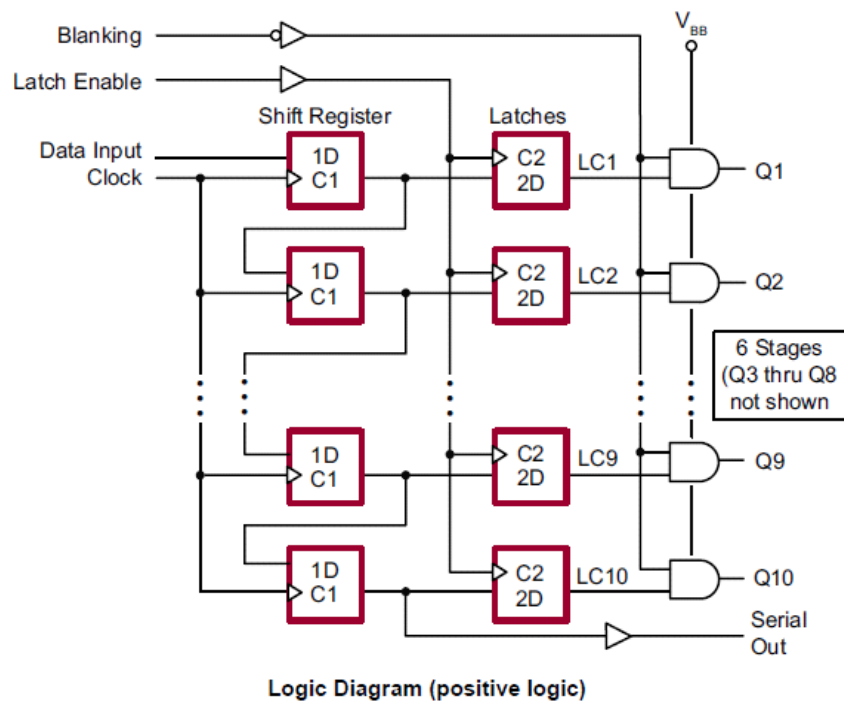 Blanking
V_BB
Latch Enable
Shift Register
Latches
Data Input
Clock
1D
C1
C2
2D
LC1
Q1
1D
C1
C2
2D
LC2
Q2
6 Stages
(Q3 thru Q8
not shown
1D
C1
C2
2D
LC9
Q9
1D
C1
C2
2D
LC10
Q10
Serial
Out
Logic Diagram (positive logic)